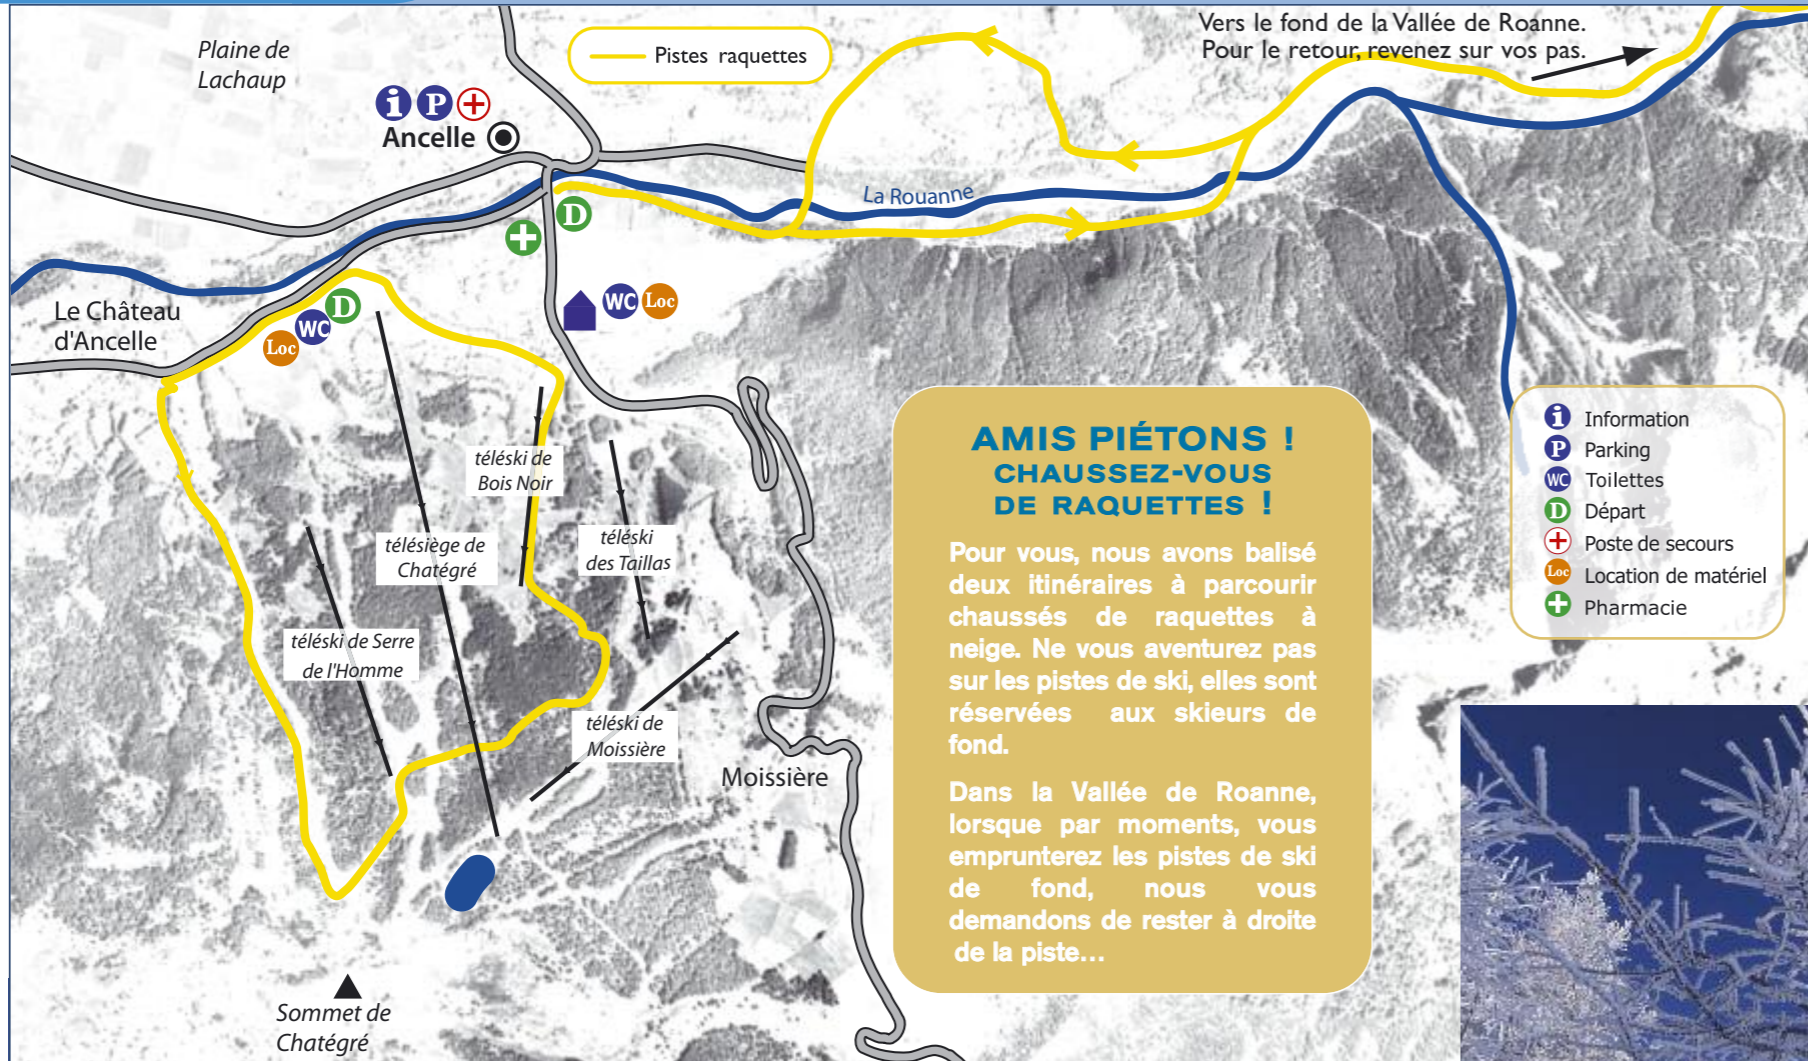 Plaine de
Lachaup
Pistes raquettes
Vers le fond de la Vallée de Roanne.
Pour le retour, revenez sur vos pas.
i P
Ancelle
La Rouanne
D
Le Château
d'Ancelle
D
WC
Loc
WC Loc
téléski de
Bois Noir
télésiège de
Chatégré
téléski
des Taillas
téléski de Serre
de l'Homme
téléski de
Moissière
Moissière
Sommet de
Chatégré
AMIS PIÉTONS !
CHAUSSEZ-VOUS
DE RAQUETTES !
Pour vous, nous avons balisé
deux itinéraires à parcourir
chaussés de raquettes à
neige. Ne vous aventurez pas
sur les pistes de ski, elles sont
réservées aux skieurs de
fond.
Dans la Vallée de Roanne,
lorsque par moments, vous
emprunterez les pistes de ski
de fond, nous vous
demandons de rester à droite
de la piste...
i Information
P Parking
WC Toilettes
D Départ
Poste de secours
Loc Location de matériel
Pharmacie